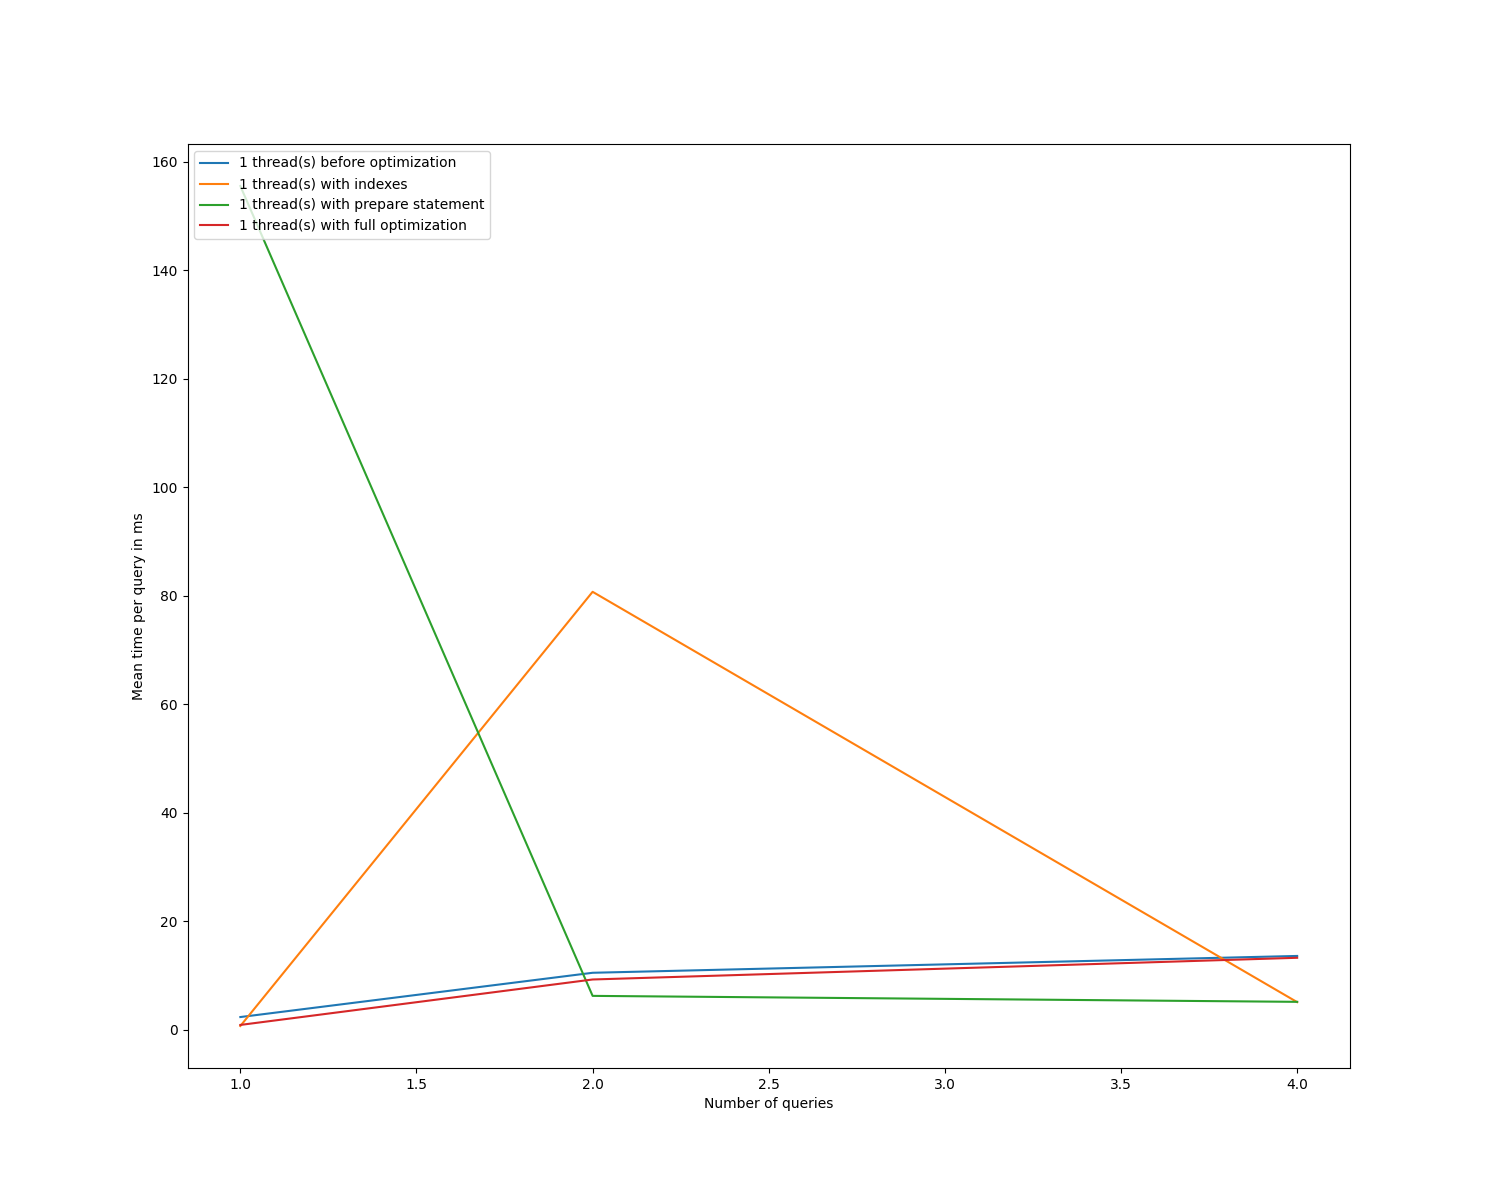 160
140
120
100
80
60
40
20
0
1 thread(s) before optimization
1 thread(s) with indexes
1 thread(s) with prepare statement
1 thread(s) with full optimization
Mean time per query in ms
1.0 1.5 2.0 2.5 3.0 3.5 4.0
Number of queries